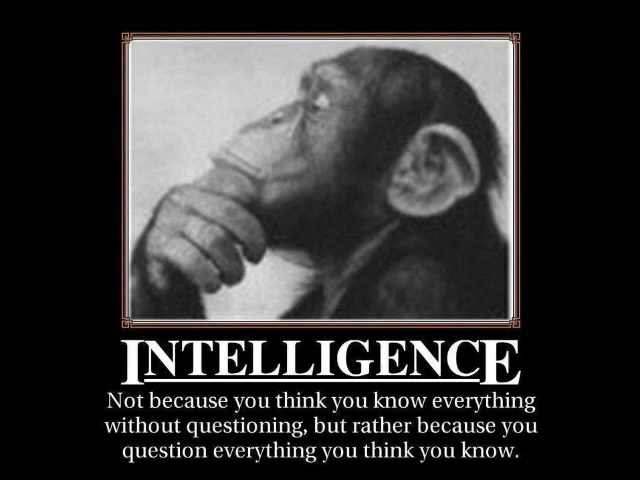 INTELLIGENCE
Not because you think you know everything
without questioning, but rather because you
question everything you think you know.